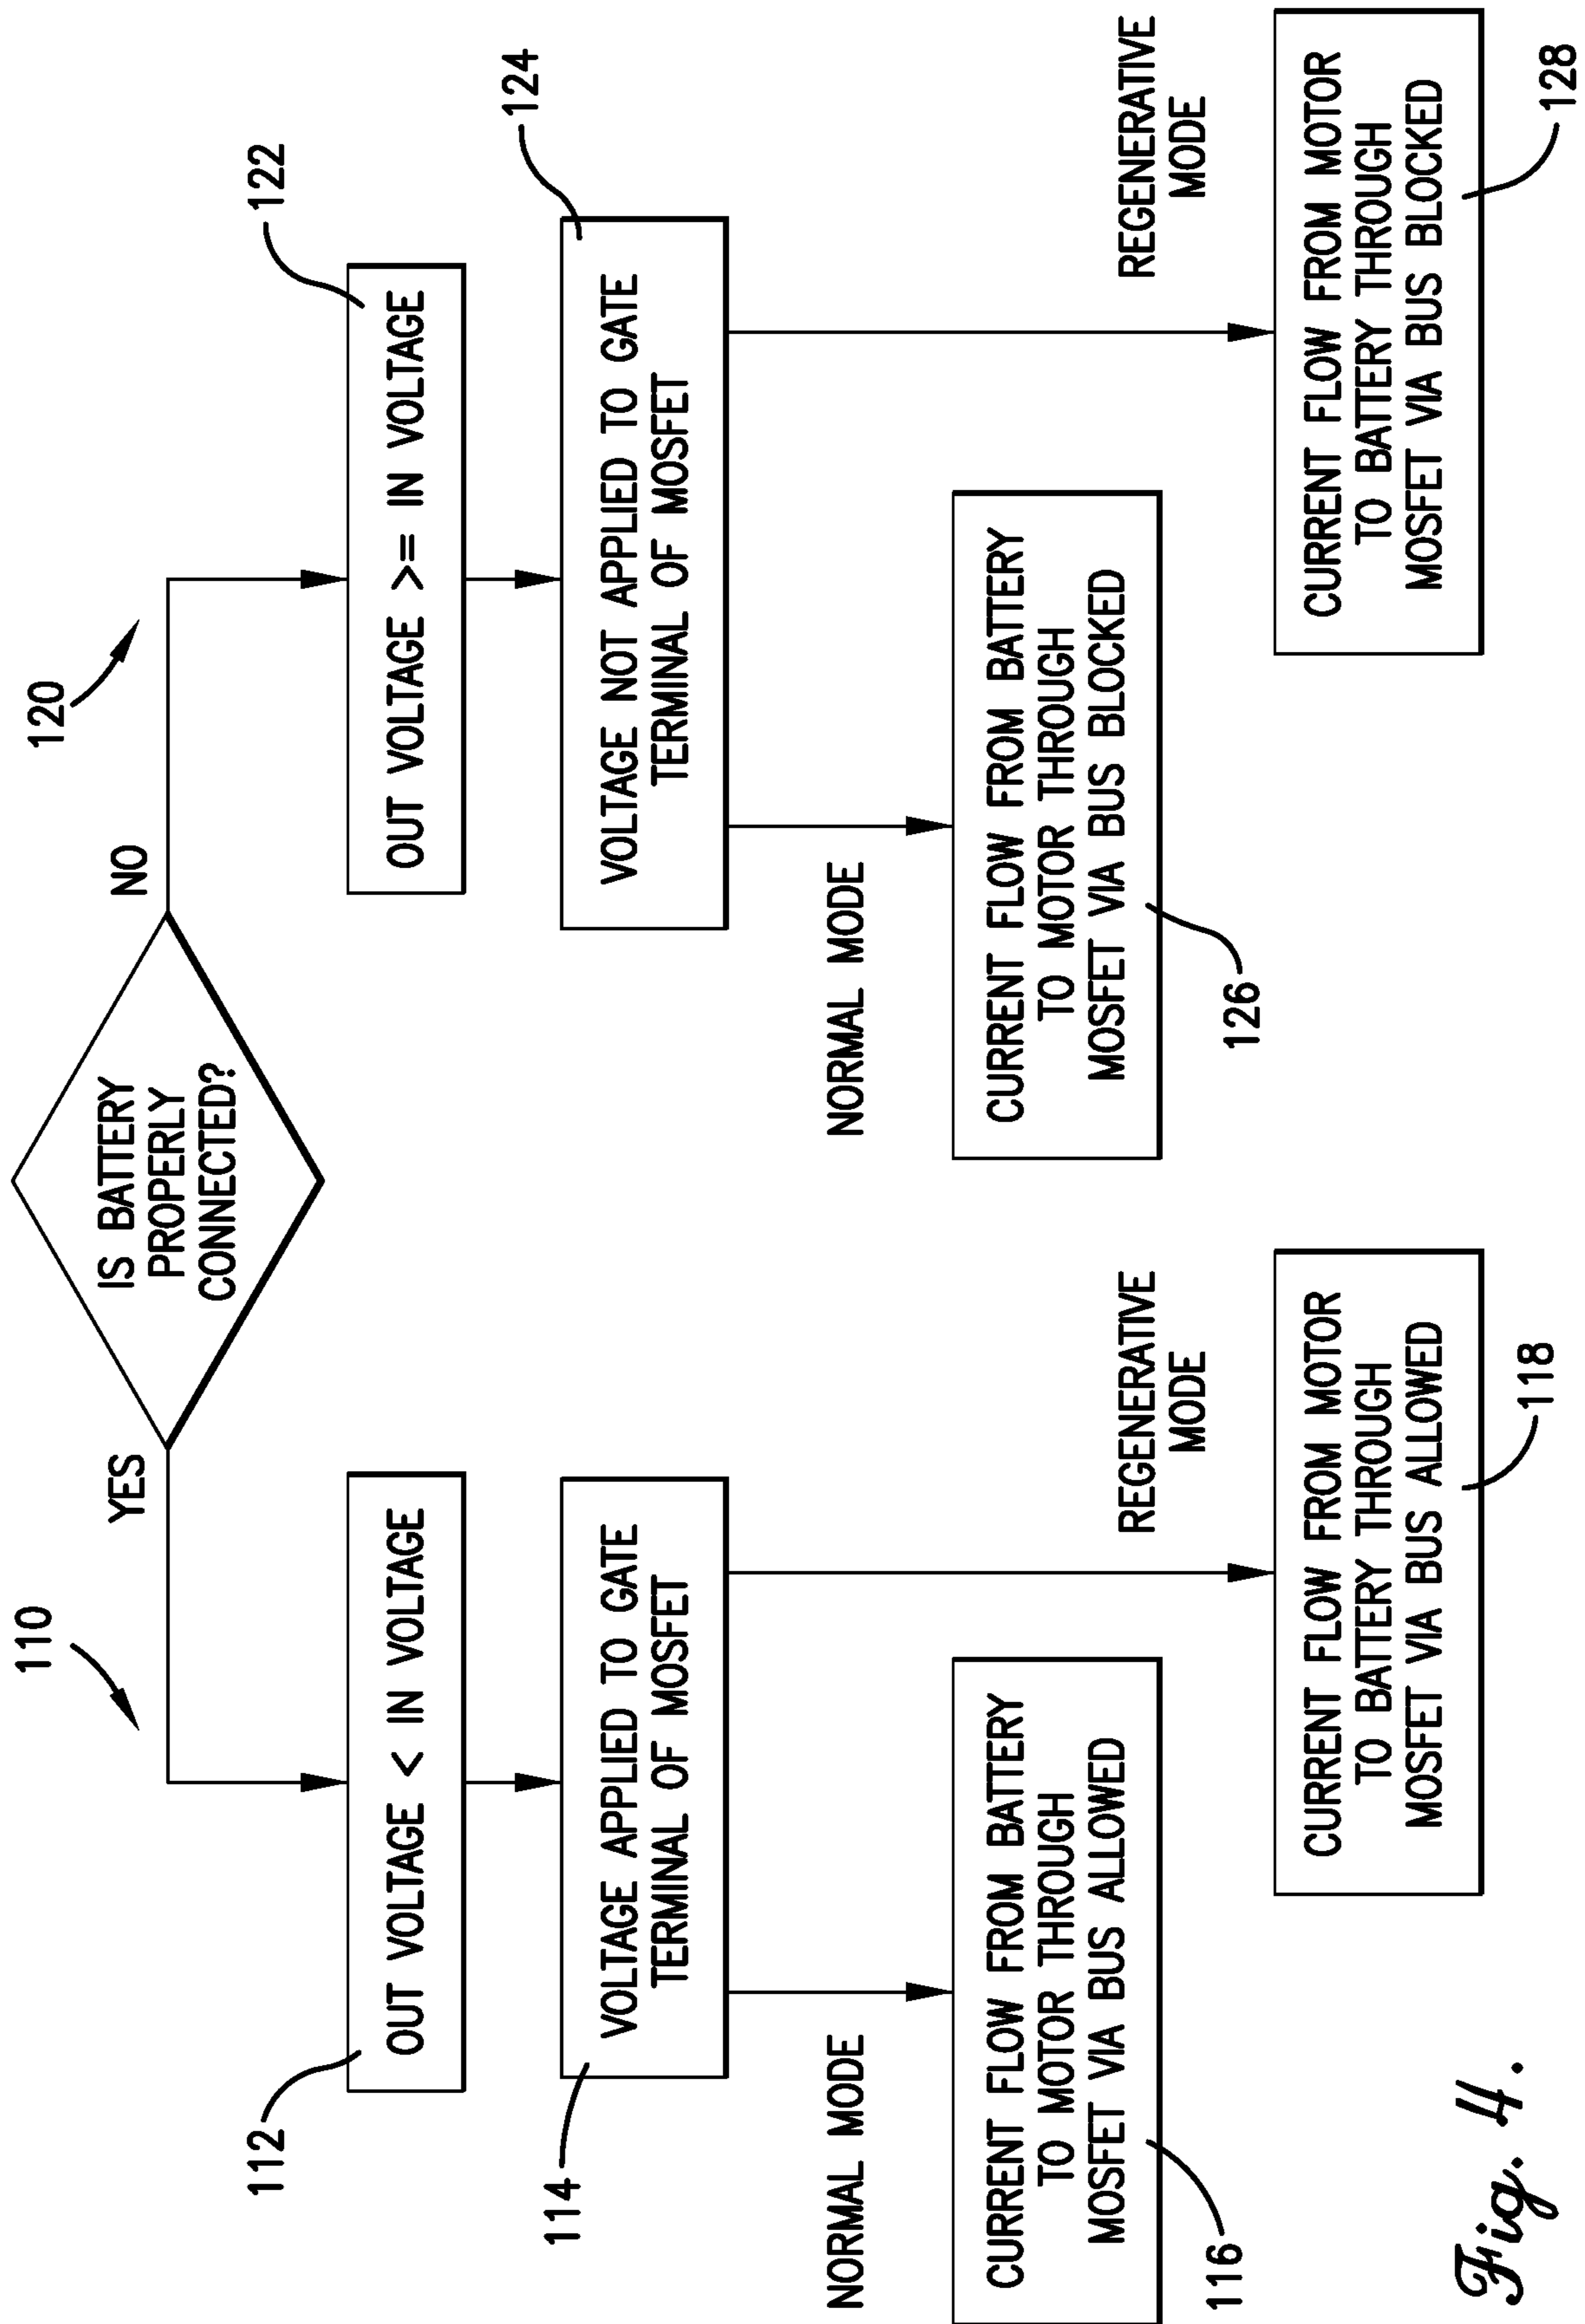 IS BATTERY
PROPERLY
CONNECTED?
YES
NO
110
120
112
OUT VOLTAGE < IN VOLTAGE
122
OUT VOLTAGE >= IN VOLTAGE
114
VOLTAGE APPLIED TO GATE
TERMINAL OF MOSFET
124
VOLTAGE NOT APPLIED TO GATE
TERMINAL OF MOSFET
NORMAL MODE
CURRENT FLOW FROM BATTERY
TO MOTOR THROUGH
MOSFET VIA BUS ALLOWED
116
REGENERATIVE
MODE
CURRENT FLOW FROM MOTOR
TO BATTERY THROUGH
MOSFET VIA BUS ALLOWED
118
NORMAL MODE
CURRENT FLOW FROM BATTERY
TO MOTOR THROUGH
MOSFET VIA BUS BLOCKED
126
REGENERATIVE
MODE
CURRENT FLOW FROM MOTOR
TO BATTERY THROUGH
MOSFET VIA BUS BLOCKED
128
Fig. 4.